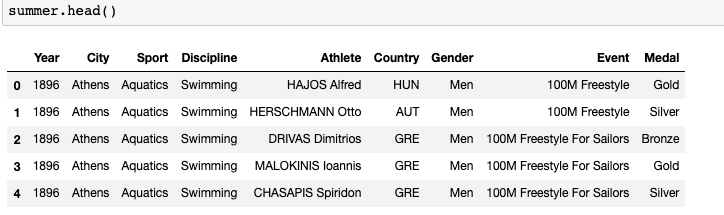 summer.head()
Year City Sport Discipline Athlete Country Gender Event Medal
0 1896 Athens Aquatics Swimming HAJOS Alfred HUN Men 100M Freestyle Gold
1 1896 Athens Aquatics Swimming HERSCHMANN Otto AUT Men 100M Freestyle Silver
2 1896 Athens Aquatics Swimming DRIVAS Dimitrios GRE Men 100M Freestyle For Sailors Bronze
3 1896 Athens Aquatics Swimming MALOKINIS Ioannis GRE Men 100M Freestyle For Sailors Gold
4 1896 Athens Aquatics Swimming CHASAPIS Spiridon GRE Men 100M Freestyle For Sailors Silver